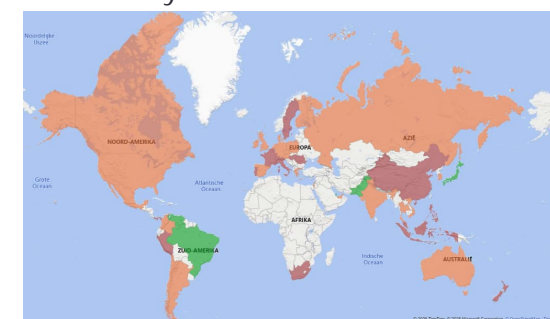 Noordelijke
IJszee
NOORD-AMERIKA
EUROPA
AZIË
Grote
Oceaan
Atlantische
Oceaan
AFRIKA
ZUID-AMERIKA
Indische
Oceaan
AUSTRALIË